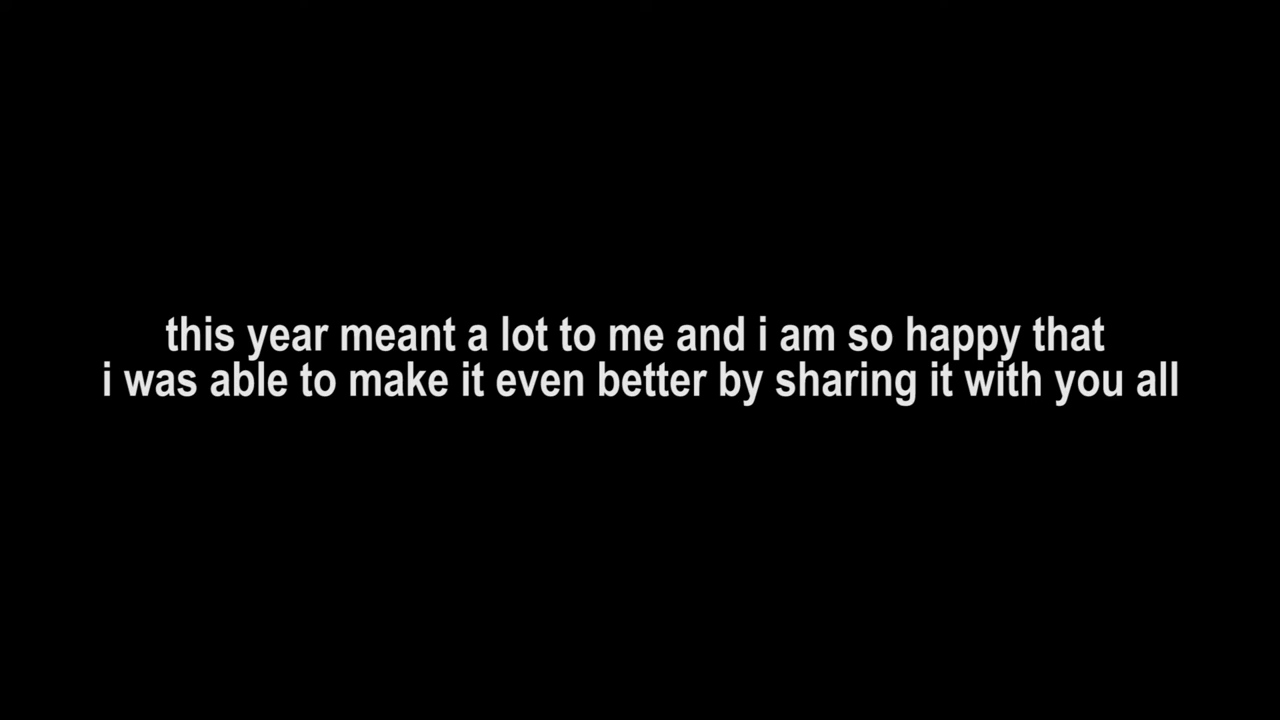 this year meant a lot to me and i am so happy that
i was able to make it even better by sharing it with you all